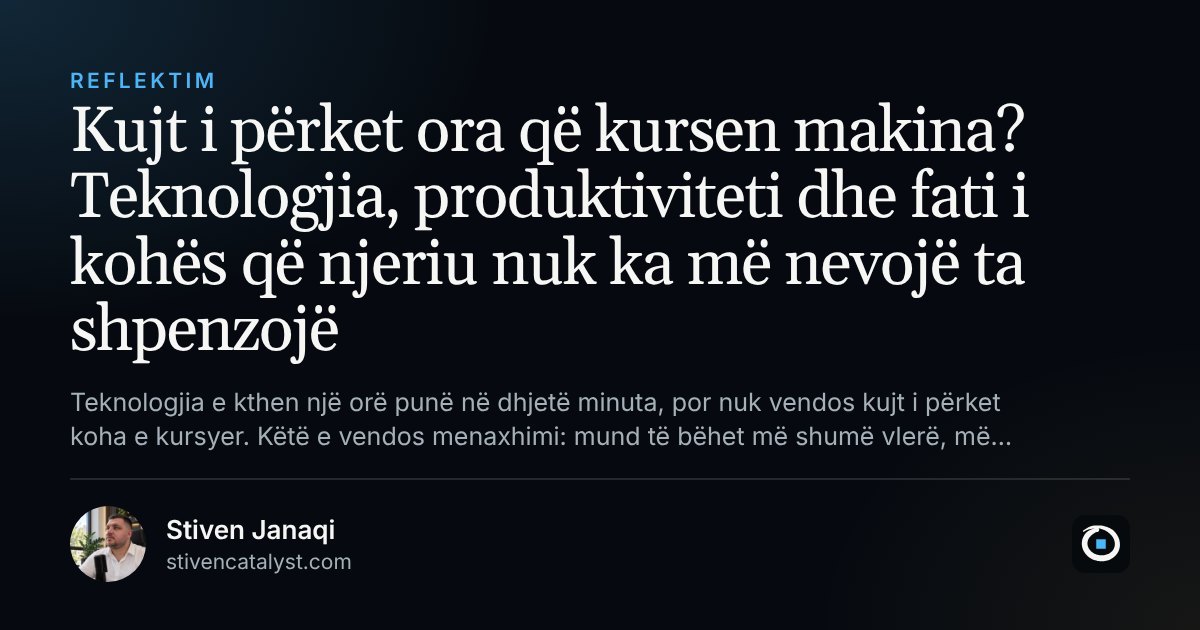 REFLEKTIM
Kujt i përket ora që kursen makina?
Teknologjia, produktiviteti dhe fati i
kohës që njeriu nuk ka më nevojë ta
shpenzojë
Teknologjia e kthen një orë punë në dhjetë minuta, por nuk vendos kujt i përket
koha e kursyer. Këtë e vendos menaxhimi: mund të bëhet më shumë vlerë, më...
Stiven Janaqi
stivencatalyst.com